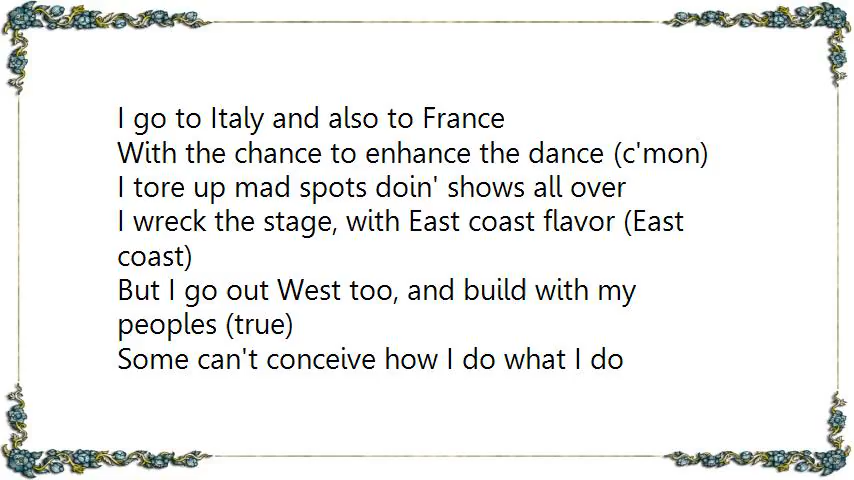 I go to Italy and also to France
With the chance to enhance the dance (c'mon)
I tore up mad spots doin' shows all over
I wreck the stage, with East coast flavor (East
coast)
But I go out West too, and build with my
peoples (true)
Some can't conceive how I do what I do